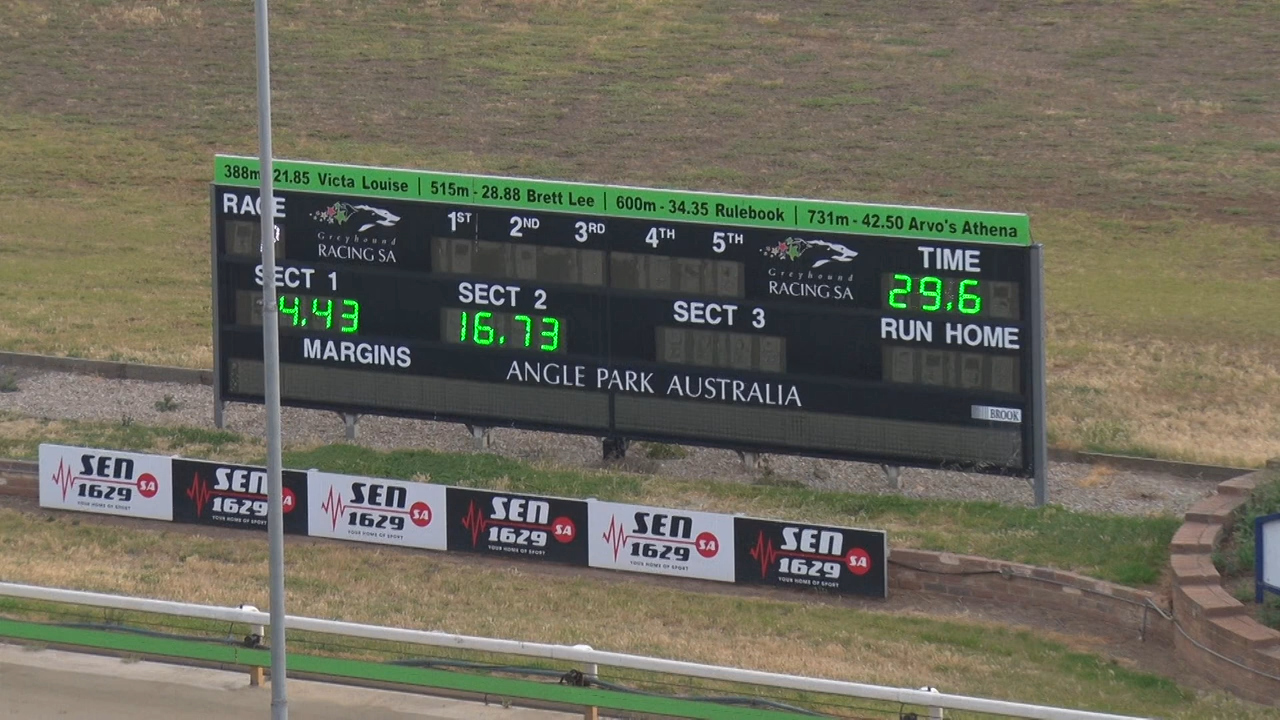 388m 21.85 Victa Louise | 515m - 28.88 Brett Lee | 600m - 34.35 Rulebook | 731m - 42.50 Arvo's Athena
RACE
Greyhound
RACING SA
1ST 2ND 3RD 4TH 5TH
Greyhound
RACING SA
TIME
29.6
SECT 1
4.43
SECT 2
16.73
SECT 3
RUN HOME
MARGINS
ANGLE PARK AUSTRALIA
BROOK
SEN
1629 SA
YOUR HOME OF SPORT
SEN
1629 SA
YOUR HOME OF SPORT
SEN
1629 SA
YOUR HOME OF SPORT
SEN
1629 SA
YOUR HOME OF SPORT
SEN
1629 SA
YOUR HOME OF SPORT
SEN
1629 SA
YOUR HOME OF SPORT